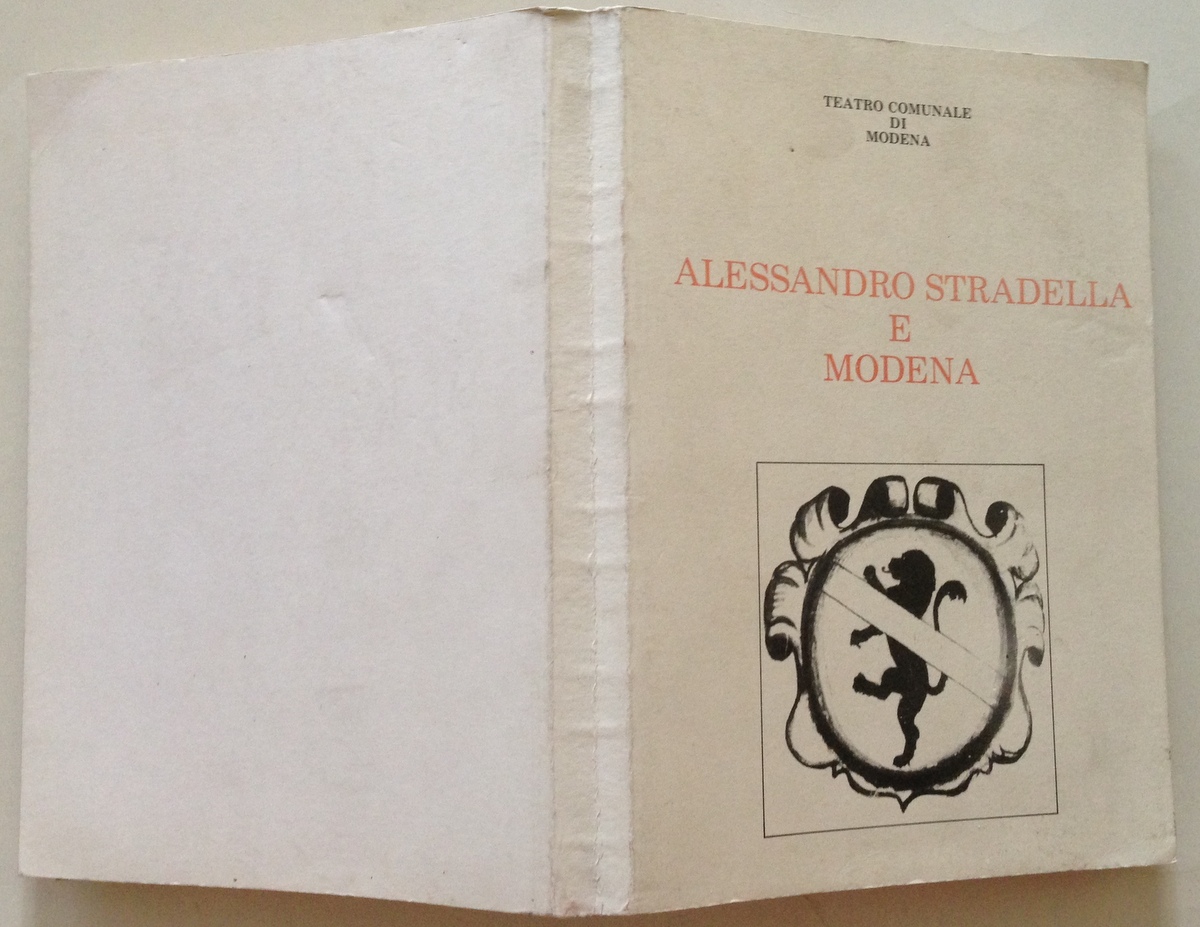 TEATRO COMUNALE
DI
MODENA
ALESSANDRO STRADELLA
E
MODENA